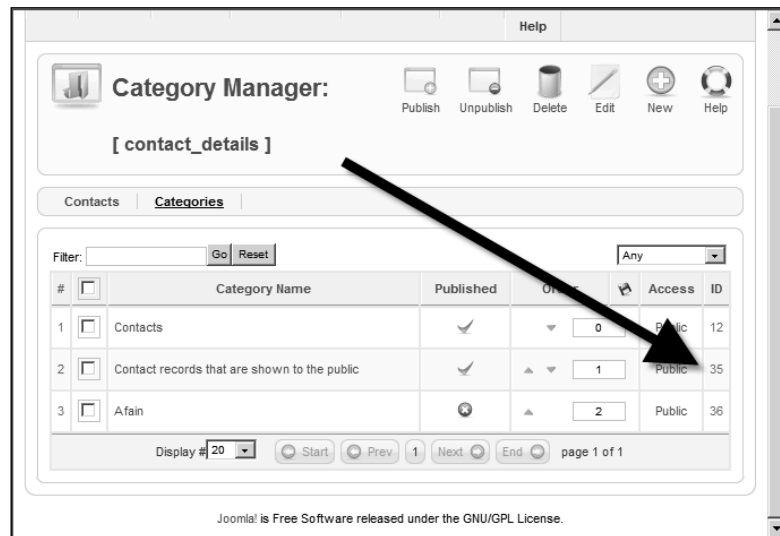 Help
Category Manager:
Publish Unpublish Delete Edit New Help
[ contact_details ]
Contacts Categories
Filter: Go Reset Any
# Category Name Published Order Access ID
1 Contacts 0 Public 12
2 Contact records that are shown to the public 1 Public 35
3 Afain 2 Public 36
Display # 20 Start Prev 1 Next End page 1 of 1
Joomla! is Free Software released under the GNU/GPL License.